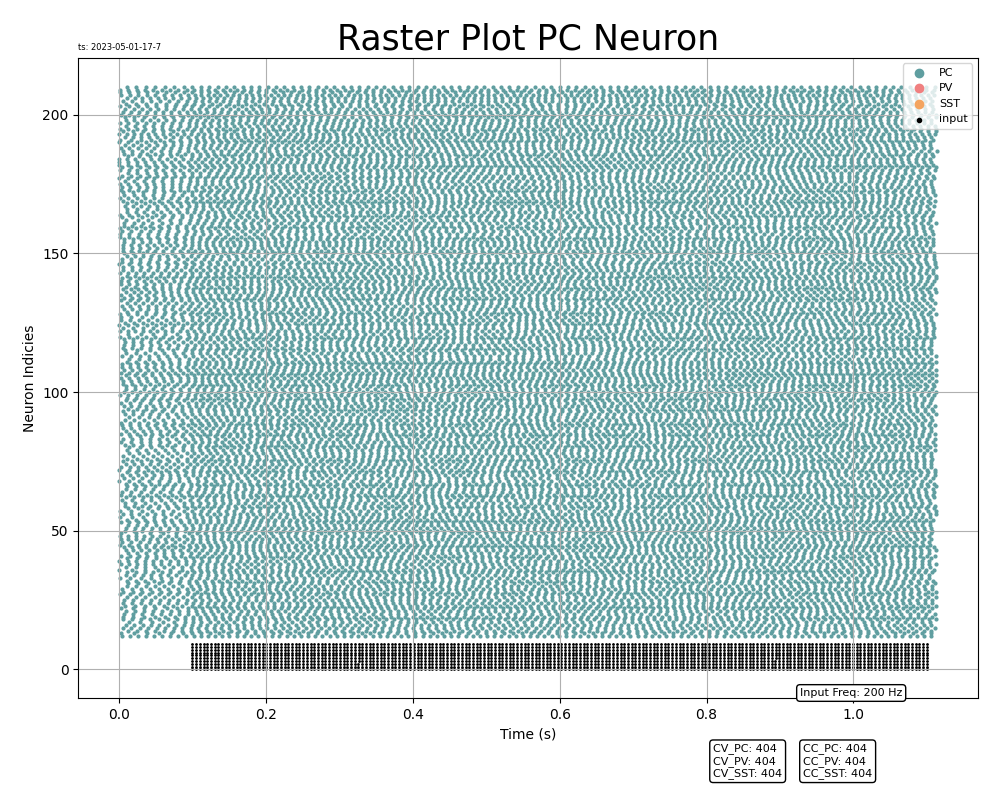 Raster Plot PC Neuron
ts: 2023-05-01-17-7
PC
PV
SST
input
200
150
100
50
0
Neuron Indicies
0.0 0.2 0.4 0.6 0.8 1.0
Time (s)
Input Freq: 200 Hz
CV_PC: 404
CV_PV: 404
CV_SST: 404
CC_PC: 404
CC_PV: 404
CC_SST: 404